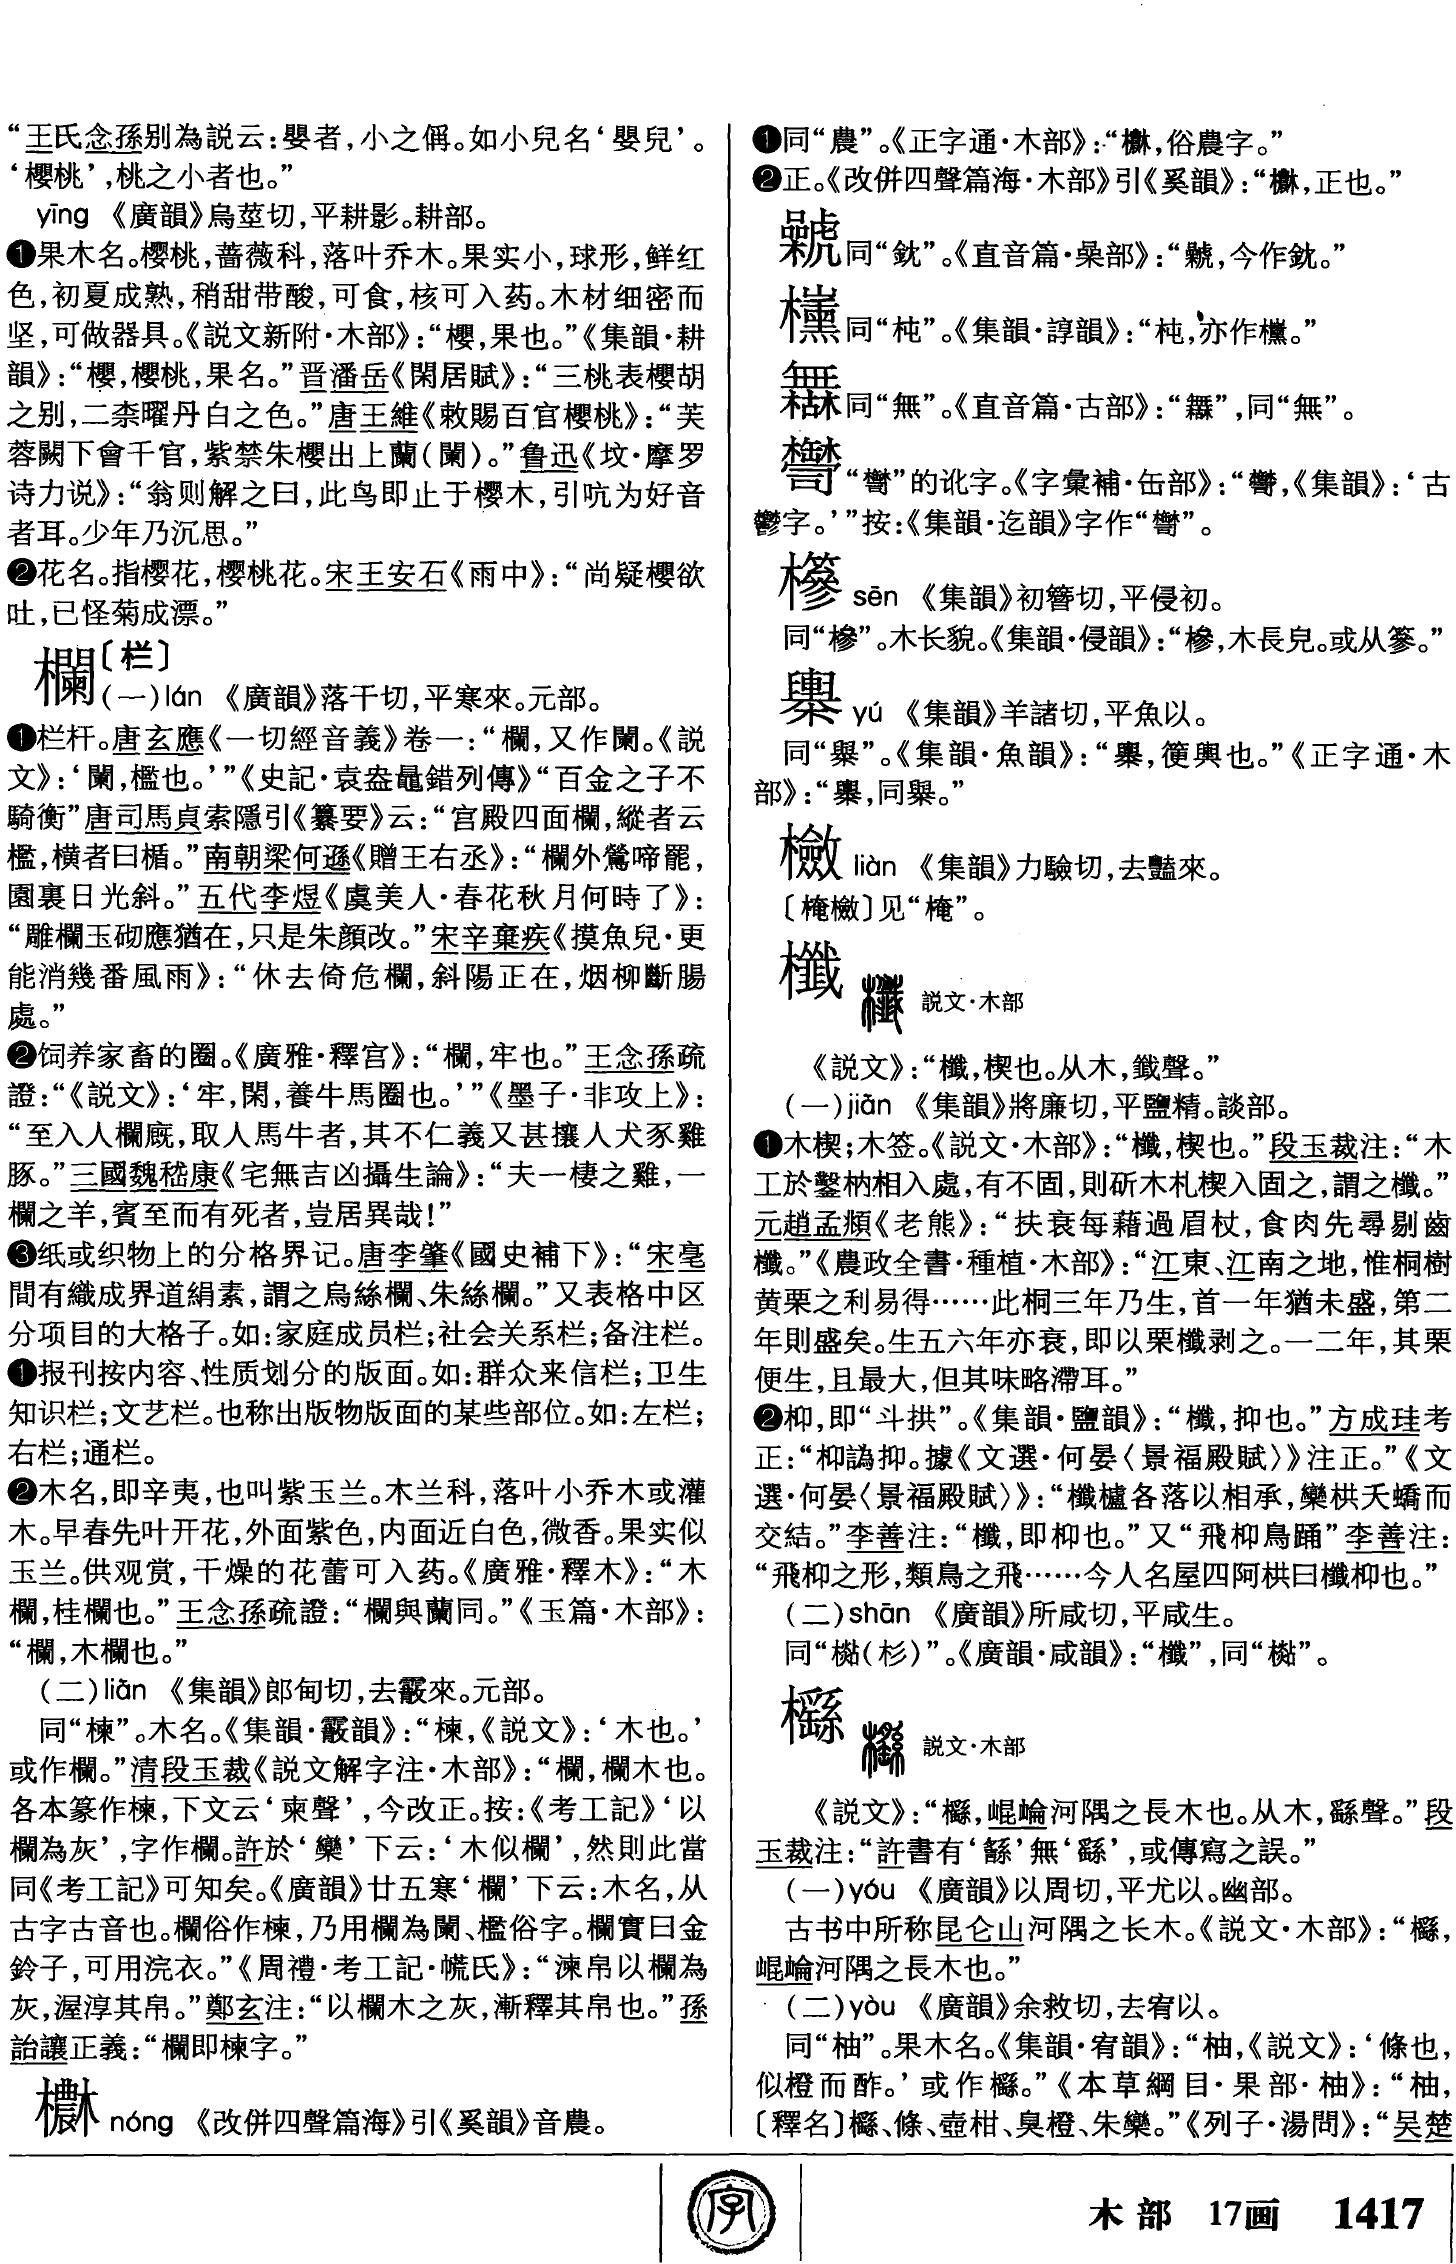 “王氏念孫别為説云:嬰者,小之偁。如小兒名‘嬰兒’。
‘櫻桃’,桃之小者也。”
yīng 《廣韻》烏莖切,平耕影。耕部。
❶果木名。樱桃,蔷薇科,落叶乔木。果实小,球形,鲜红
色,初夏成熟,稍甜带酸,可食,核可入药。木材细密而
坚,可做器具。《説文新附·木部》:“櫻,果也。”《集韻·耕
韻》:“櫻,櫻桃,果名。”晋潘岳《閑居賦》:“三桃表櫻胡
之别,二柰曜丹白之色。”唐王維《敕賜百官櫻桃》:“芙
蓉闕下會千官,紫禁朱櫻出上蘭(闌)。”鲁迅《坟·摩罗
诗力说》:“翁则解之曰,此鸟即止于樱木,引吭为好音
者耳。少年乃沉思。”
❷花名。指樱花,樱桃花。宋王安石《雨中》:“尚疑櫻欲
吐,已怪菊成漂。”
欄〔栏〕
(一)lán 《廣韻》落干切,平寒來。元部。
❶栏杆。唐玄應《一切經音義》卷一:“欄,又作闌。《説
文》:‘闌,檻也。’”《史記·袁盎鼂錯列傳》“百金之子不
騎衡”唐司馬貞索隱引《纂要》云:“宫殿四面欄,縱者云
檻,横者曰楯。”南朝梁何遜《贈王右丞》:“欄外鶯啼罷,
園裏日光斜。”五代李煜《虞美人·春花秋月何時了》:
“雕欄玉砌應猶在,只是朱顔改。”宋辛棄疾《摸魚兒·更
能消幾番風雨》:“休去倚危欄,斜陽正在,烟柳斷腸
處。”
❷饲养家畜的圈。《廣雅·釋宫》:“欄,牢也。”王念孫疏
證:“《説文》:‘牢,閑,養牛馬圈也。’”《墨子·非攻上》:
“至入人欄廐,取人馬牛者,其不仁義又甚攘人犬豕雞
豚。”三國魏嵇康《宅無吉凶攝生論》:“夫一棲之雞,一
欄之羊,賓至而有死者,豈居異哉!”
❸纸或织物上的分格界记。唐李肇《國史補下》:“宋亳
間有織成界道絹素,謂之烏絲欄、朱絲欄。”又表格中区
分项目的大格子。如:家庭成员栏;社会关系栏;备注栏。
❶报刊按内容、性质划分的版面。如:群众来信栏;卫生
知识栏;文艺栏。也称出版物版面的某些部位。如:左栏;
右栏;通栏。
❷木名,即辛夷,也叫紫玉兰。木兰科,落叶小乔木或灌
木。早春先叶开花,外面紫色,内面近白色,微香。果实似
玉兰。供观赏,干燥的花蕾可入药。《廣雅·釋木》:“木
欄,桂欄也。”王念孫疏證:“欄與蘭同。”《玉篇·木部》:
“欄,木欄也。”
(二)liàn 《集韻》郎甸切,去霰來。元部。
同“楝”。木名。《集韻·霰韻》:“楝,《説文》:‘木也。’
或作欄。”清段玉裁《説文解字注·木部》:“欄,欄木也。
各本篆作楝,下文云‘柬聲’,今改正。按:《考工記》‘以
欄為灰’,字作欄。許於‘欒’下云:‘木似欄’,然則此當
同《考工記》可知矣。《廣韻》廿五寒‘欄’下云:木名,从
古字古音也。欄俗作楝,乃用欄為闌、檻俗字。欄實曰金
鈴子,可用浣衣。”《周禮·考工記·㡛氏》:“湅帛以欄為
灰,渥淳其帛。”鄭玄注:“以欄木之灰,漸釋其帛也。”孫
詒讓正義:“欄即楝字。”
nóng 《改併四聲篇海》引《奚韻》音農。
❶同“農”。《正字通·木部》:“,俗農字。”
❷正。《改併四聲篇海·木部》引《奚韻》:“,正也。”
同“𨥨”。《直音篇·喿部》:“,今作。”
同“杶”。《集韻·諄韻》:“杶,亦作櫄。”
同“無”。《直音篇·古部》:“,同“無”。
“”的讹字。《字彙補·缶部》:“,《集韻》:‘古
鬱字。’”按:《集韻·迄韻》字作“”。
sēn 《集韻》初簪切,平侵初。
同“槮”。木长貌。《集韻·侵韻》:“槮,木長皃。或从篸。”
yú 《集韻》羊諸切,平魚以。
同“轝”。《集韻·魚韻》:“,箯輿也。”《正字通·木
部》:“,同。”
liàn 《集韻》力驗切,去豔來。
〔〕见“”。
櫼 説文·木部
《説文》:“櫼,楔也。从木,韱聲。”
(一)jiān 《集韻》將廉切,平鹽精。談部。
❶木楔;木签。《説文·木部》:“櫼,楔也。”段玉裁注:“木
工於鑿枘相入處,有不固,則斫木札楔入固之,謂之櫼。”
元趙孟頫《老熊》:“扶衰每藉過眉杖,食肉先尋剔齒
櫼。”《農政全書·種植·木部》:“江東、江南之地,惟桐樹
黄栗之利易得……此桐三年乃生,首一年猶未盛,第二
年則盛矣。生五六年亦衰,即以栗櫼剥之。一二年,其栗
便生,且最大,但其味略滯耳。”
❷枊,即“斗拱”。《集韻·鹽韻》:“櫼,抑也。”方成珪考
正:“枊譌抑。據《文選·何晏〈景福殿賦〉》注正。”《文
選·何晏〈景福殿賦〉》:“櫼櫨各落以相承,欒栱夭蟜而
交結。”李善注:“櫼,即枊也。”又“飛枊鳥踊”李善注:
“飛枊之形,類鳥之飛……今人名屋四阿栱曰櫼枊也。”
(二)shān 《廣韻》所咸切,平咸生。
同“檆(杉)”。《廣韻·咸韻》:“櫼”,同“檆”。
櫾 説文·木部
《説文》:“櫾,崐崘河隅之長木也。从木,䌛聲。”段
玉裁注:“許書有‘繇’無‘䌛’,或傳寫之誤。”
(一)yóu 《廣韻》以周切,平尤以。幽部。
古书中所称昆仑山河隅之长木。《説文·木部》:“櫾,
崐崘河隅之長木也。”
(二)yòu 《廣韻》余救切,去宥以。
同“柚”。果木名。《集韻·宥韻》:“柚,《説文》:‘條也,
似橙而酢。’或作櫾。”《本草綱目·果部·柚》:“柚,
〔釋名〕櫾、條、壺柑、臭橙、朱欒。”《列子·湯問》:“吴楚
字
木部 17画 1417